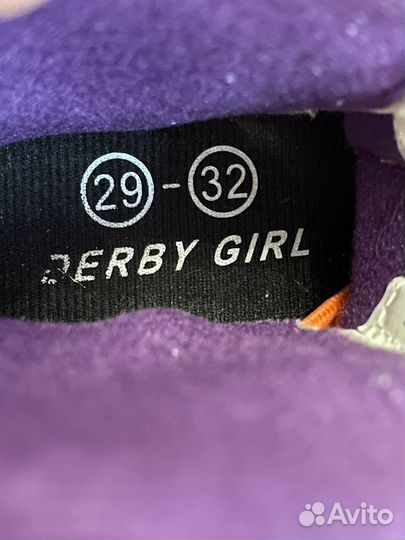 29 - 32
DERBY GIRL
Avito